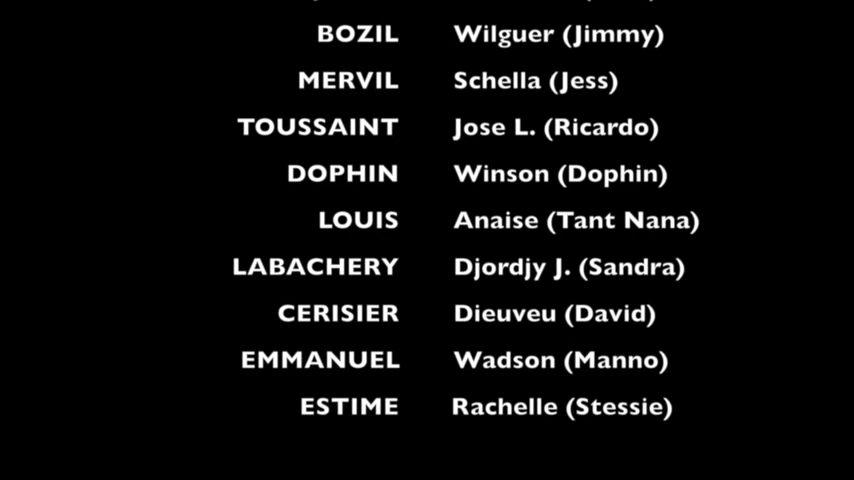 BOZIL Wilguer (Jimmy)
MERVIL Schella (Jess)
TOUSSAINT Jose L. (Ricardo)
DOPHIN Winson (Dophin)
LOUIS Anaise (Tant Nana)
LABACHERY Djordjy J. (Sandra)
CERISIER Dieuveu (David)
EMMANUEL Wadson (Manno)
ESTIME Rachelle (Stessie)